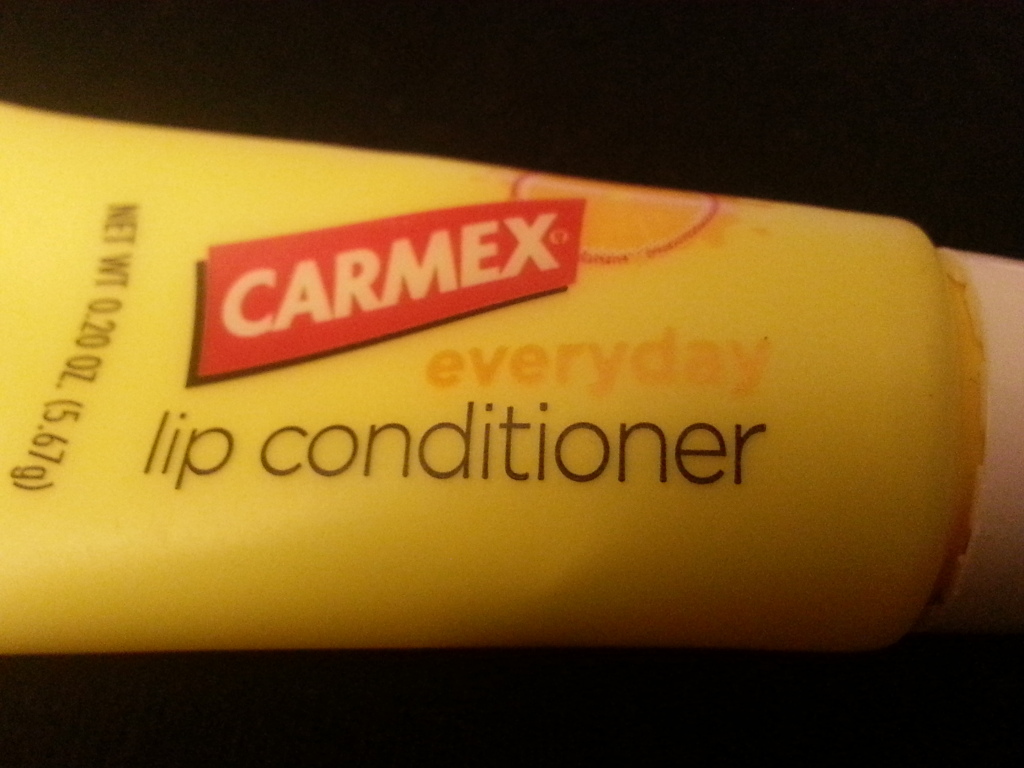 CARMEX
everyday
lip conditioner
NET WT 0.20 OZ. (5.67g)